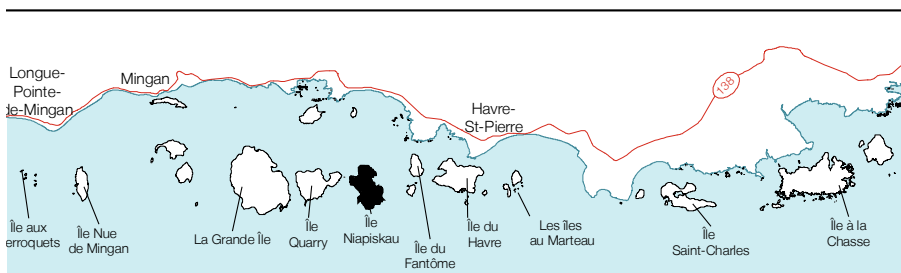 Longue-
Pointe-
de-Mingan
Mingan
Havre-
St-Pierre
138
Île aux
erroquets
Île Nue
de Mingan
La Grande Île
Île
Quarry
Île
Niapiskau
Île du
Fantôme
Île du
Havre
Les îles
au Marteau
Île
Saint-Charles
Île à la
Chasse